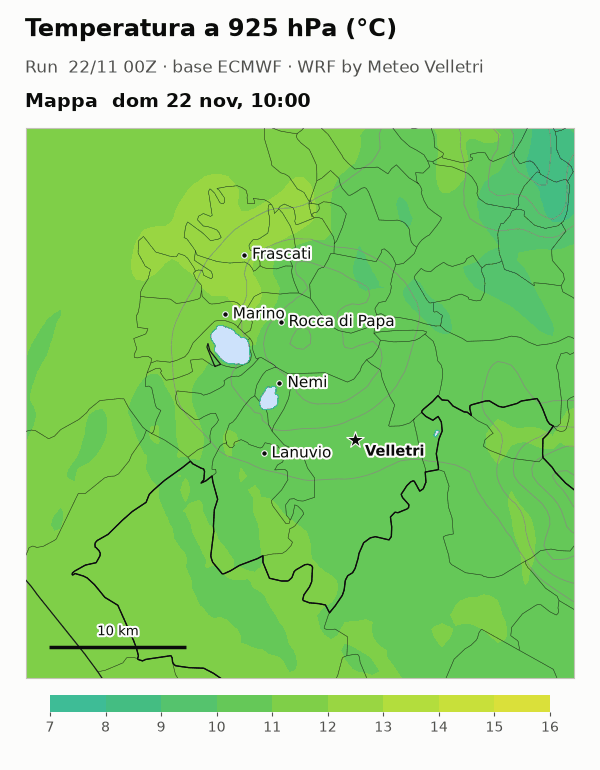 Temperatura a 925 hPa (°C)
Run  22/11 00Z · base ECMWF · WRF by Meteo Velletri
Mappa  dom 22 nov, 10:00
Frascati
Marino
Rocca di Papa
Nemi
Velletri
Lanuvio
10 km
7 8 9 10 11 12 13 14 15 16